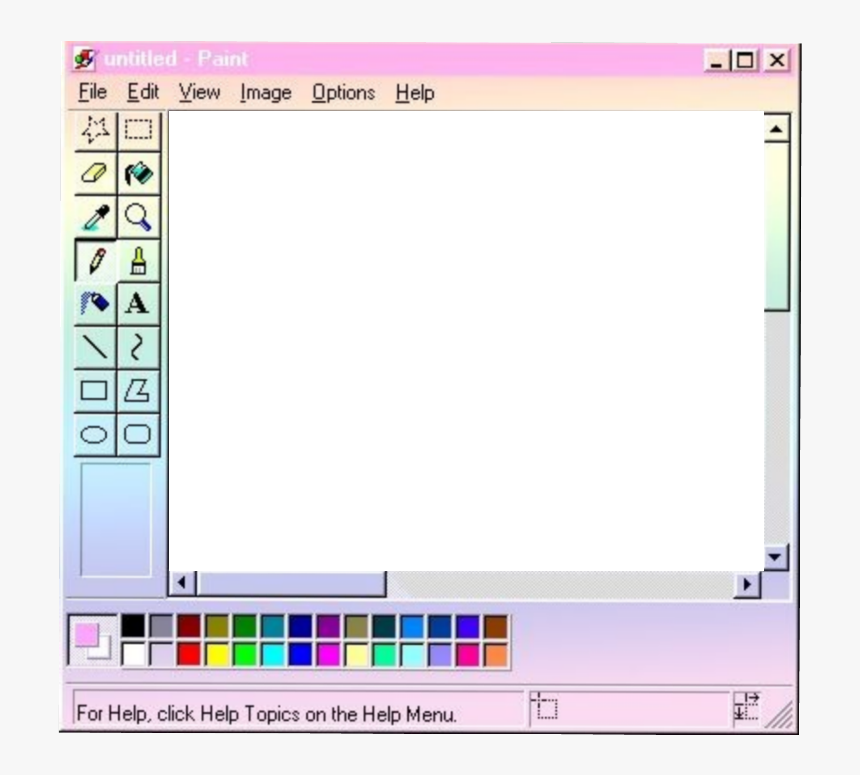 untitled - Paint
File Edit View Image Options Help
A
For Help, click Help Topics on the Help Menu.